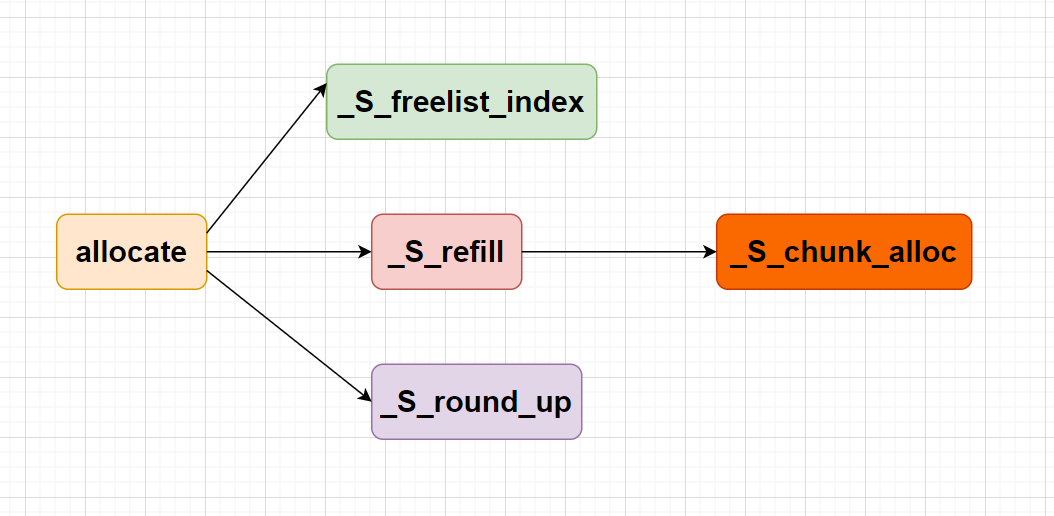 _S_freelist_index
allocate
_S_refill
_S_chunk_alloc
_S_round_up